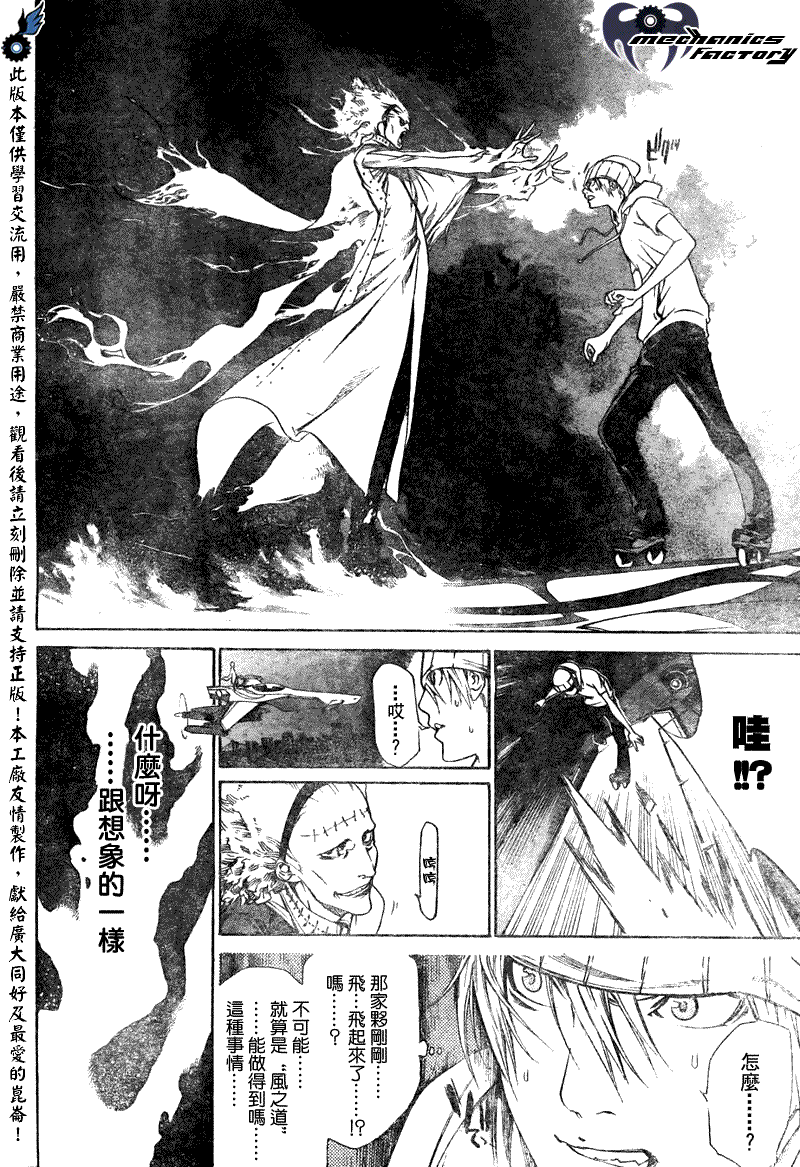 mechanics
Factory
此版本僅供學習交流用，嚴禁商業用途，觀看後請立刻刪除並請支持正版！本工廠友情製作，獻給廣大同好及最愛的崑崙！
哇!!?
…哎…?
咵咵
什麼呀……
……跟想象的一樣
怎麼………?
那家夥剛剛……
飛…飛起來了……!?
嗎……?
不可能……
就算是“風之道”
……能做得到嗎……
這種事情……